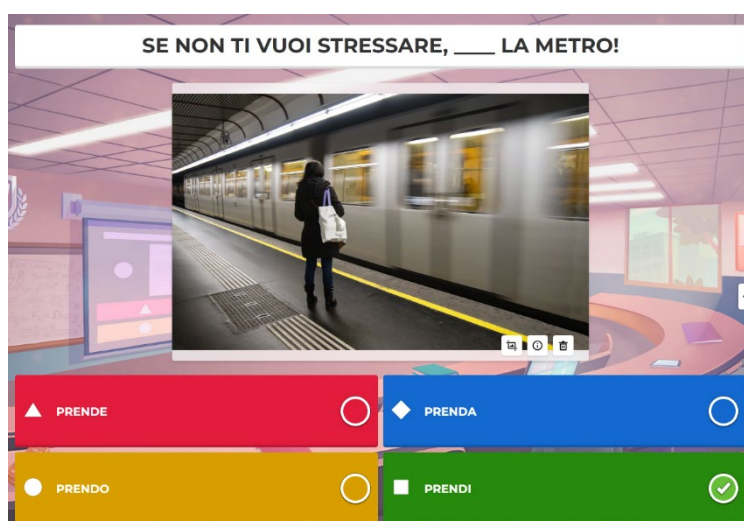 SE NON TI VUOI STRESSARE, ____ LA METRO!
PRENDE
PRENDA
PRENDO
PRENDI